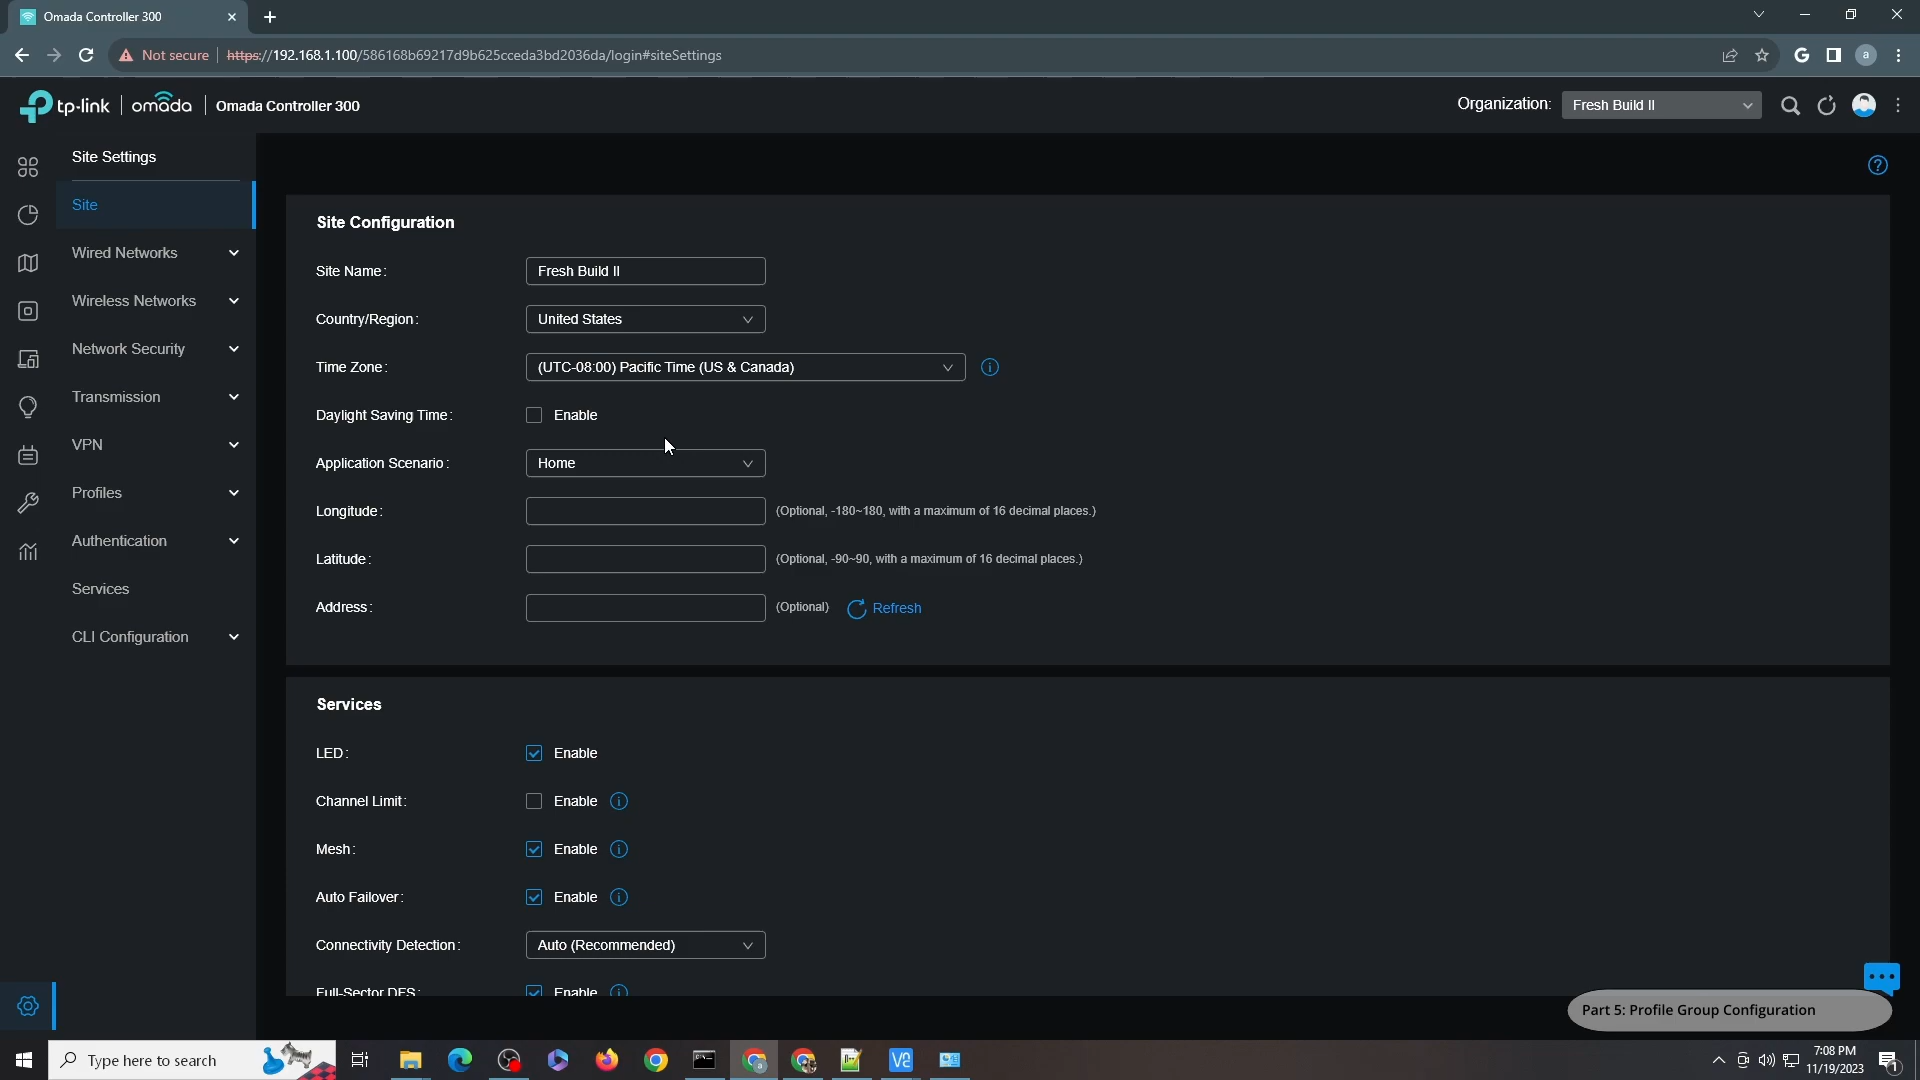 Omada Controller 300
Not secure
https://192.168.1.100/586168b69217d9b625cceda3bd2036da/login#siteSettings
a
tp-link
omada
Omada Controller 300
Organization:
Fresh Build II
Site Settings
Site
Wired Networks
Wireless Networks
Network Security
Transmission
VPN
Profiles
Authentication
Services
CLI Configuration
Site Configuration
Site Name:
Fresh Build II
Country/Region:
United States
Time Zone:
(UTC-08:00) Pacific Time (US & Canada)
Daylight Saving Time:
Enable
Application Scenario:
Home
Longitude:
(Optional, -180~180, with a maximum of 16 decimal places.)
Latitude:
(Optional, -90~90, with a maximum of 16 decimal places.)
Address:
(Optional)
Refresh
Services
LED:
Enable
Channel Limit:
Enable
Mesh:
Enable
Auto Failover:
Enable
Connectivity Detection:
Auto (Recommended)
Full-Sector DFS:
Enable
Part 5: Profile Group Configuration
Type here to search
7:08 PM
11/19/2023
1